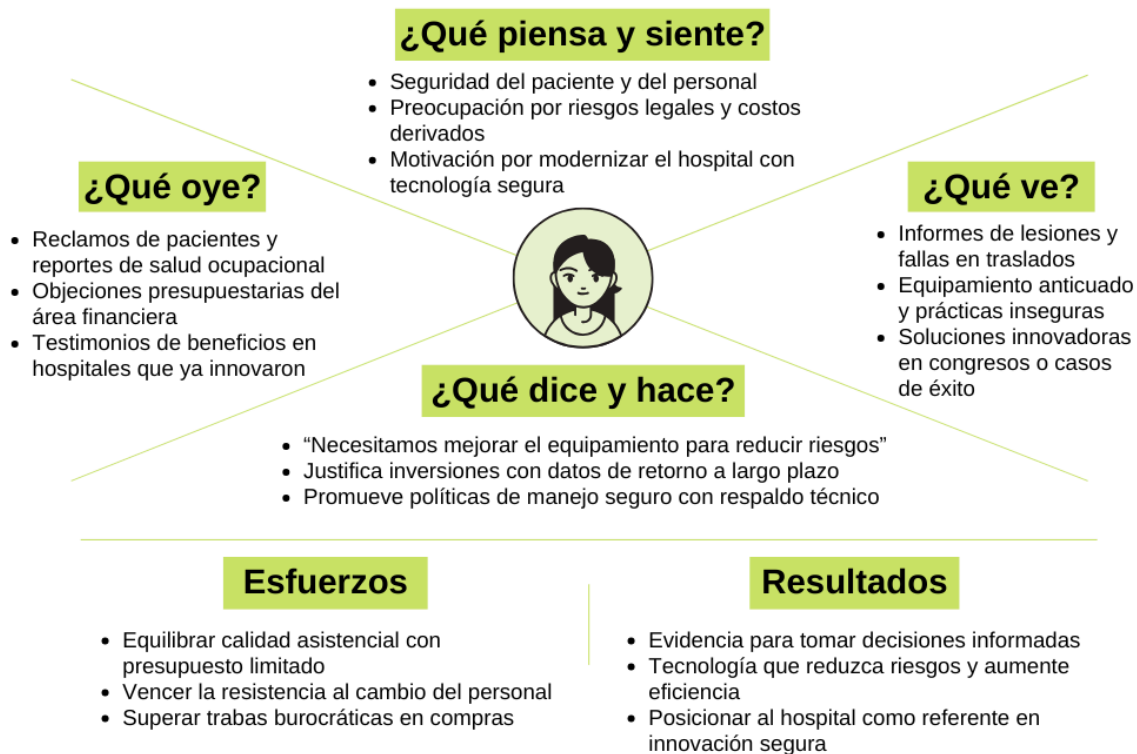 ¿Qué piensa y siente?
• Seguridad del paciente y del personal
• Preocupación por riesgos legales y costos
derivados
• Motivación por modernizar el hospital con
tecnología segura
¿Qué oye?
• Reclamos de pacientes y
reportes de salud ocupacional
• Objeciones presupuestarias del
área financiera
• Testimonios de beneficios en
hospitales que ya innovaron
¿Qué ve?
• Informes de lesiones y
fallas en traslados
• Equipamiento anticuado
y prácticas inseguras
• Soluciones innovadoras
en congresos o casos
de éxito
¿Qué dice y hace?
• “Necesitamos mejorar el equipamiento para reducir riesgos”
• Justifica inversiones con datos de retorno a largo plazo
• Promueve políticas de manejo seguro con respaldo técnico
Esfuerzos
• Equilibrar calidad asistencial con
presupuesto limitado
• Vencer la resistencia al cambio del personal
• Superar trabas burocráticas en compras
Resultados
• Evidencia para tomar decisiones informadas
• Tecnología que reduzca riesgos y aumente
eficiencia
• Posicionar al hospital como referente en
innovación segura